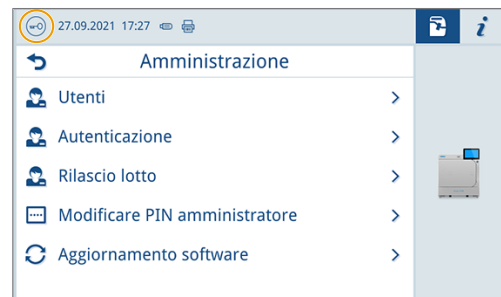 27.09.2021 17:27
Amministrazione
Utenti
Autenticazione
Rilascio lotto
Modificare PIN amministratore
Aggiornamento software